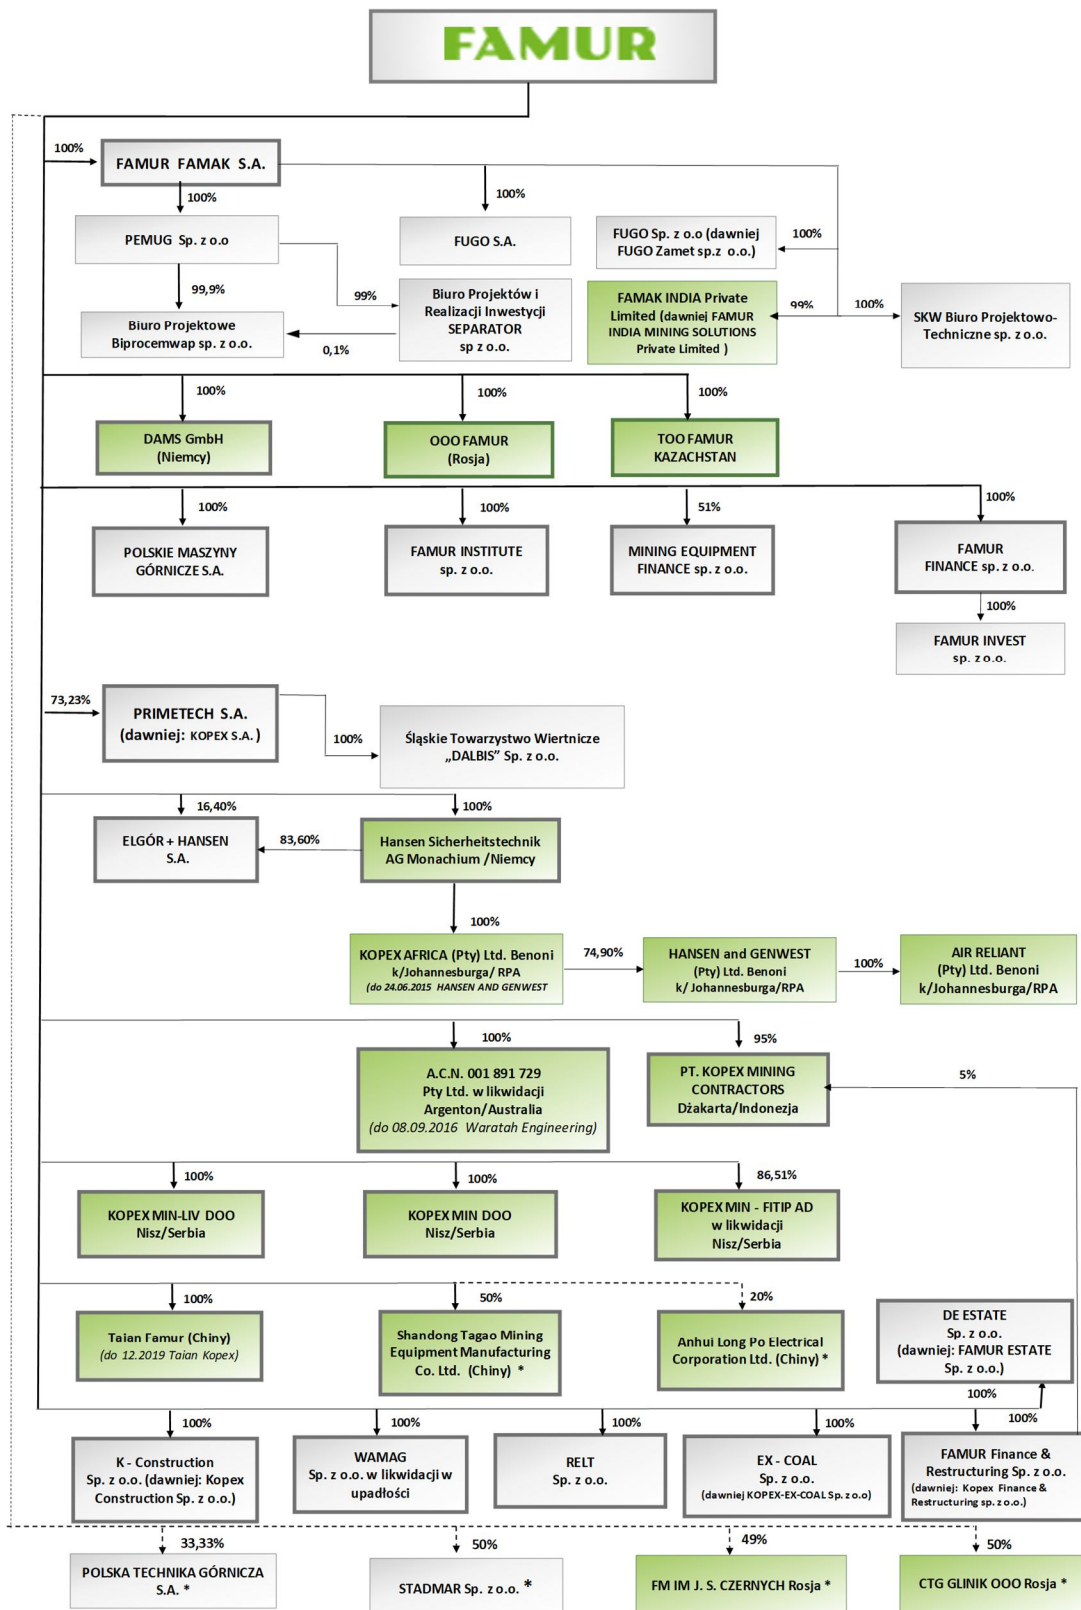 FAMUR
100%
FAMUR FAMAK S.A.
100%
100%
PEMUG Sp. z o.o
FUGO S.A.
FUGO Sp. z o.o (dawniej
FUGO Zamet sp.z o.o.)
100%
99,9%
99%
Biuro Projektów i
Realizacji Inwestycji
SEPARATOR
sp z o.o.
FAMAK INDIA Private
Limited (dawniej FAMUR
INDIA MINING SOLUTIONS
Private Limited )
99%
100%
SKW Biuro Projektowo-
Techniczne sp. z o.o.
Biuro Projektowe
Biprocemwap sp. z o.o.
0,1%
100%
100%
100%
DAMS GmbH
(Niemcy)
OOO FAMUR
(Rosja)
TOO FAMUR
KAZACHSTAN
100%
100%
51%
100%
POLSKIE MASZYNY
GÓRNICZE S.A.
FAMUR INSTITUTE
sp. z o.o.
MINING EQUIPMENT
FINANCE sp. z o.o.
FAMUR
FINANCE sp. z o.o.
100%
FAMUR INVEST
sp. z o.o.
73,23%
PRIMETECH S.A.
(dawniej: KOPEX S.A. )
100%
Śląskie Towarzystwo Wiertnicze
„DALBIS” Sp. z o.o.
16,40%
100%
ELGÓR + HANSEN
S.A.
83,60%
Hansen Sicherheitstechnik
AG Monachium /Niemcy
100%
KOPEX AFRICA (Pty) Ltd. Benoni
k/Johannesburga/ RPA
(do 24.06.2015 HANSEN AND GENWEST
74,90%
HANSEN and GENWEST
(Pty) Ltd. Benoni
k/ Johannesburga/RPA
100%
AIR RELIANT
(Pty) Ltd. Benoni
k/Johannesburga/RPA
100%
95%
A.C.N. 001 891 729
Pty Ltd. w likwidacji
Argenton/Australia
(do 08.09.2016 Waratah Engineering)
PT. KOPEX MINING
CONTRACTORS
Dżakarta/Indonezja
5%
100%
100%
86,51%
KOPEX MIN-LIV DOO
Nisz/Serbia
KOPEX MIN DOO
Nisz/Serbia
KOPEX MIN - FITIP AD
w likwidacji
Nisz/Serbia
100%
50%
20%
Taian Famur (Chiny)
(do 12.2019 Taian Kopex)
Shandong Tagao Mining
Equipment Manufacturing
Co. Ltd. (Chiny) *
Anhui Long Po Electrical
Corporation Ltd. (Chiny) *
DE ESTATE
Sp. z o.o.
(dawniej: FAMUR ESTATE
Sp. z o.o.)
100%
100%
100%
100%
100%
100%
K - Construction
Sp. z o.o. (dawniej: Kopex
Construction Sp. z o.o.)
WAMAG
Sp. z o.o. w likwidacji w
upadłości
RELT
Sp. z o.o.
EX - COAL
Sp. z o.o.
(dawniej KOPEX-EX-COAL Sp. z o.o)
FAMUR Finance &
Restructuring Sp. z o.o.
(dawniej: Kopex Finance &
Restructuring sp. z o.o.)
33,33%
50%
49%
50%
POLSKA TECHNIKA GÓRNICZA
S.A. *
STADMAR Sp. z o.o. *
FM IM J. S. CZERNYCH Rosja *
CTG GLINIK OOO Rosja *